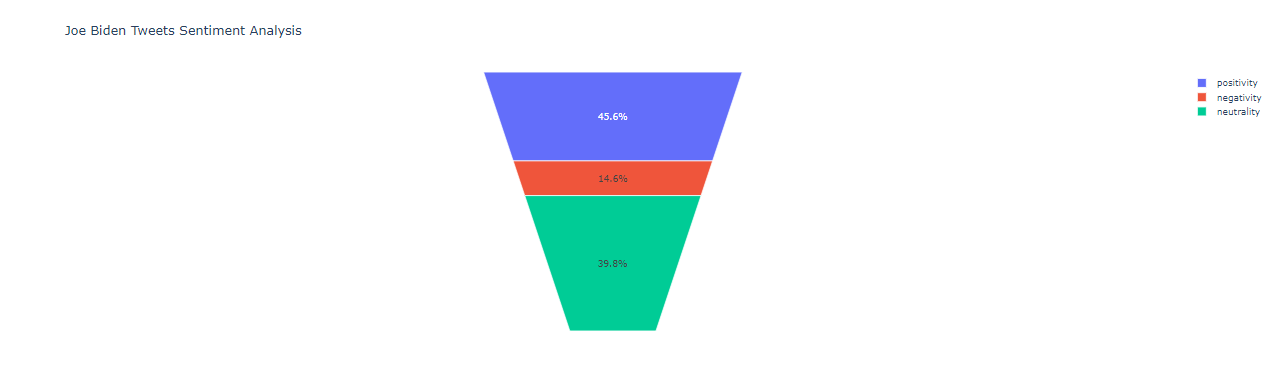 Joe Biden Tweets Sentiment Analysis
positivity
negativity
neutrality
45.6%
14.6%
39.8%